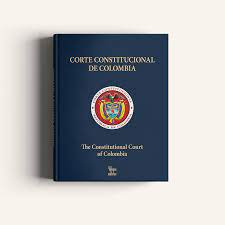 CORTE CONSTITUCIONAL
DE COLOMBIA
The Constitutional Court
of Colombia